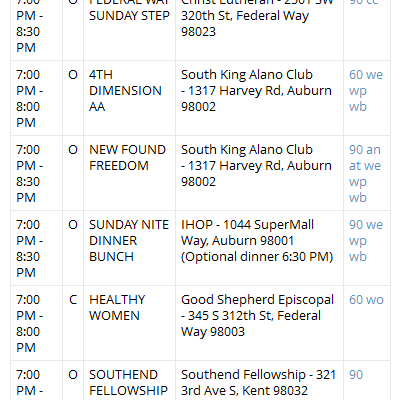 7:00 O FEDERAL WAY Christ Lutheran - 2501 SW 90 cc
PM - SUNDAY STEP 320th St, Federal Way
8:30 98023
PM
7:00 O 4TH South King Alano Club 60 we
PM - DIMENSION - 1317 Harvey Rd, Auburn wp
8:00 AA 98002 wb
PM
7:00 O NEW FOUND South King Alano Club 90 an
PM - FREEDOM - 1317 Harvey Rd, Auburn at we
8:30 98002 wp
PM wb
7:00 O SUNDAY NITE IHOP - 1044 SuperMall 90 we
PM - DINNER Way, Auburn 98001 wp
8:30 BUNCH (Optional dinner 6:30 PM) wb
PM
7:00 C HEALTHY Good Shepherd Episcopal 60 wo
PM - WOMEN - 345 S 312th St, Federal
8:00 Way 98003
PM
7:00 O SOUTHEND Southend Fellowship - 321 90
PM - FELLOWSHIP 3rd Ave S, Kent 98032